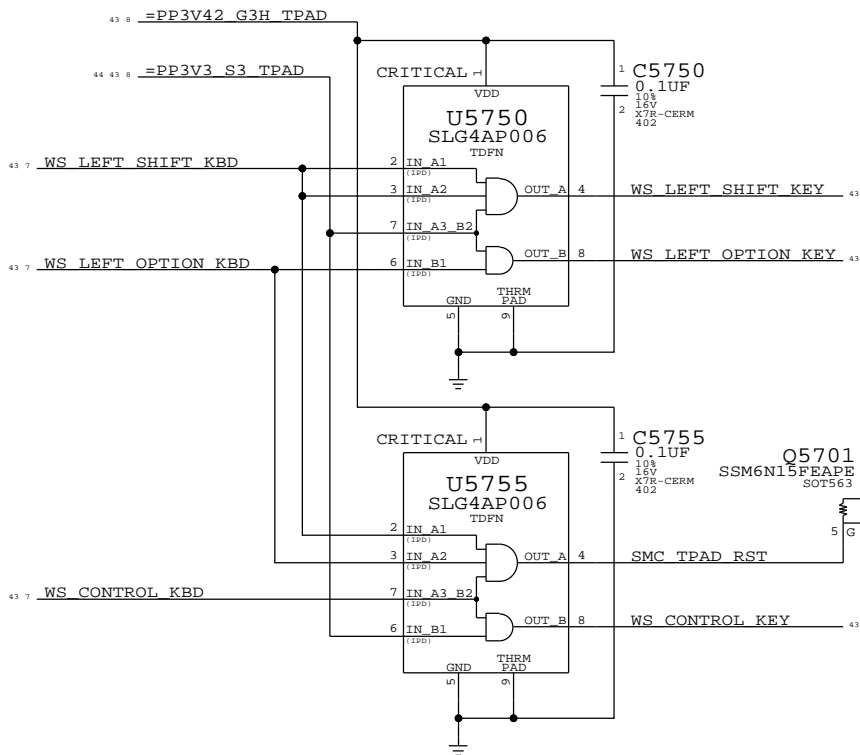 43 8 =PP3V42_G3H_TPAD
44 43 8 =PP3V3_S3_TPAD
CRITICAL 1
VDD
U5750
SLG4AP006
TDFN
1 C5750
0.1UF
10%
16V
2 X7R-CERM
402
43 7 WS_LEFT_SHIFT_KBD
2 IN_A1
(IPD)
3 IN_A2
(IPD)
OUT_A 4 WS_LEFT_SHIFT_KEY 43
7 IN_A3_B2
(IPD)
43 7 WS_LEFT_OPTION_KBD
6 IN_B1
(IPD)
OUT_B 8 WS_LEFT_OPTION_KEY 43
GND
THRM
PAD
5
9
CRITICAL 1
VDD
U5755
SLG4AP006
TDFN
1 C5755
0.1UF
10%
16V
2 X7R-CERM
402
Q5701
SSM6N15FEAPE
SOT563
5 G
2 IN_A1
(IPD)
3 IN_A2
(IPD)
OUT_A 4 SMC_TPAD_RST
43 7 WS_CONTROL_KBD
7 IN_A3_B2
(IPD)
6 IN_B1
(IPD)
OUT_B 8 WS_CONTROL_KEY 43
GND
THRM
PAD
5
9